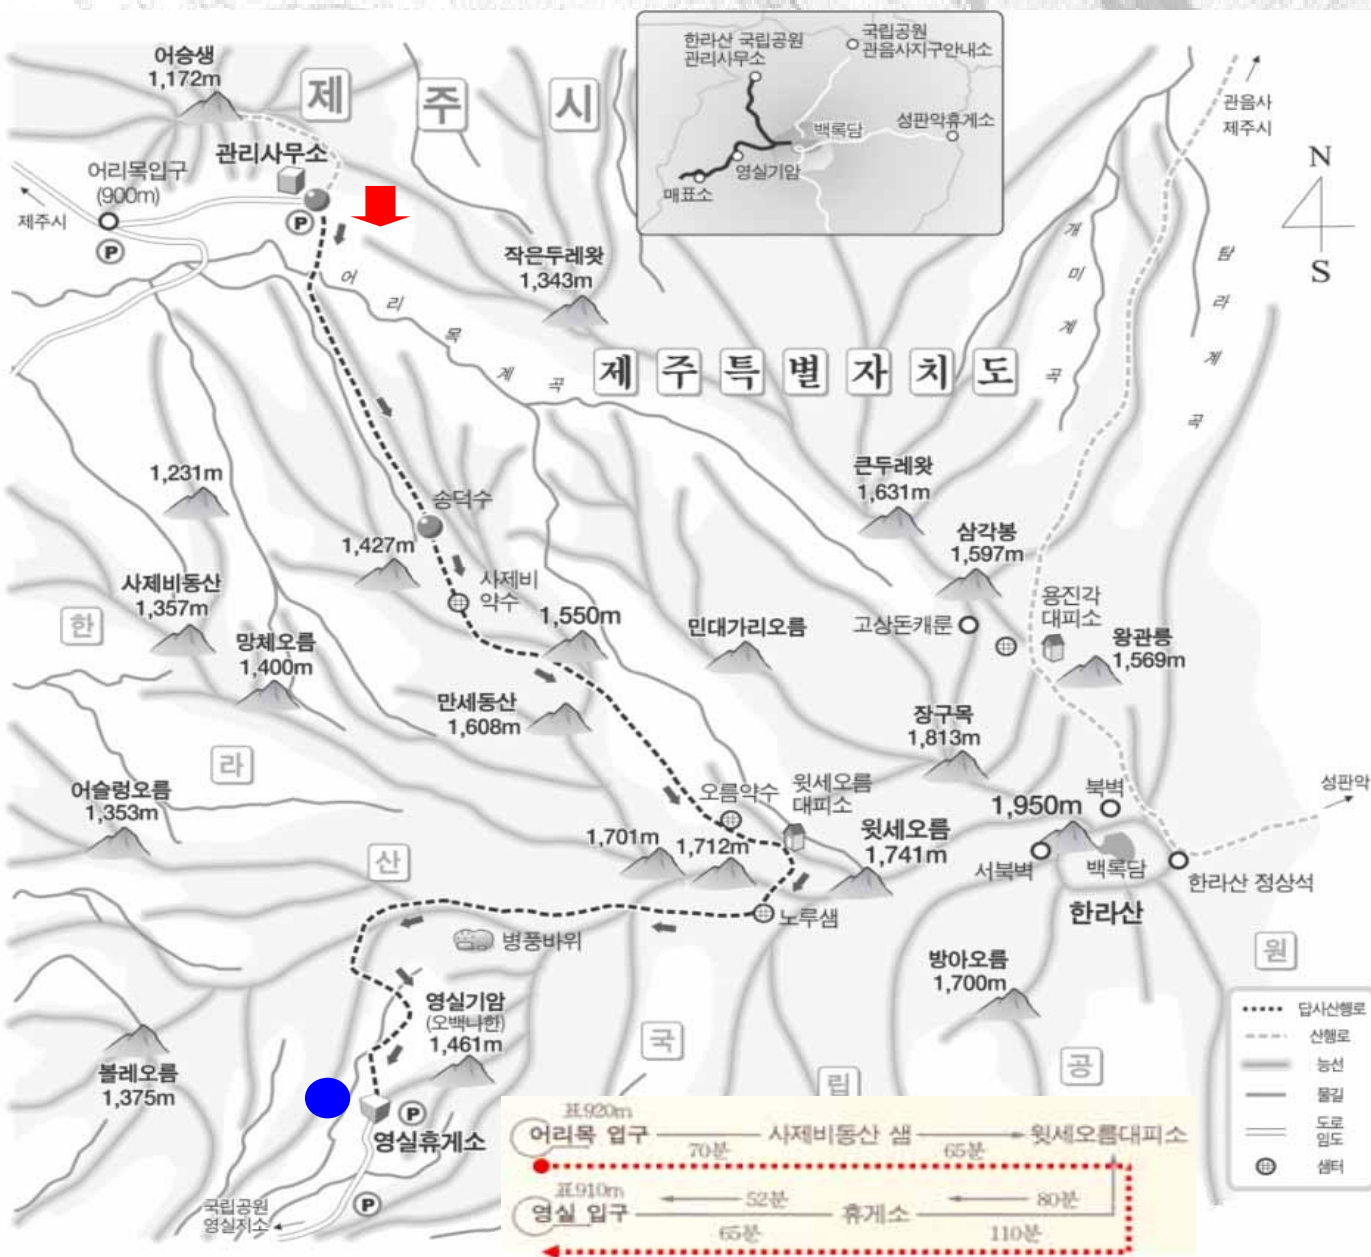 어승생
1,172m
제 주 시
관리사무소
어리목입구
(900m)
제주시
P
P
한라산 국립공원
관리사무소
국립공원
관음사지구안내소
백록담
성판악휴게소
영실기암
매표소
관음사
제주시
N
S
작은두레왓
1,343m
어리목계곡
개미계곡
탐라계곡
제주특별자치도
1,231m
송덕수
1,427m
사제비
약수
큰두레왓
1,631m
삼각봉
1,597m
용진각
대피소
고상돈캐룬
왕관릉
1,569m
사제비동산
1,357m
한
망체오름
1,400m
1,550m
민대가리오름
만세동산
1,608m
장구목
1,813m
라
어슬렁오름
1,353m
오름약수
윗세오름
대피소
1,701m
1,712m
윗세오름
1,741m
1,950m
북벽
서북벽
백록담
한라산 정상석
성판악
한라산
산
노루샘
병풍바위
방아오름
1,700m
원
영실기암
(오백나한)
1,461m
국
립
공
볼레오름
1,375m
P
영실휴게소
국립공원
영실지소
P
답사산행로
산행로
능선
물길
도로
임도
샘터
표920m
어리목 입구 사제비동산 샘 윗세오름대피소
70분 65분
표910m
52분 80분
영실 입구 휴게소
65분 110분